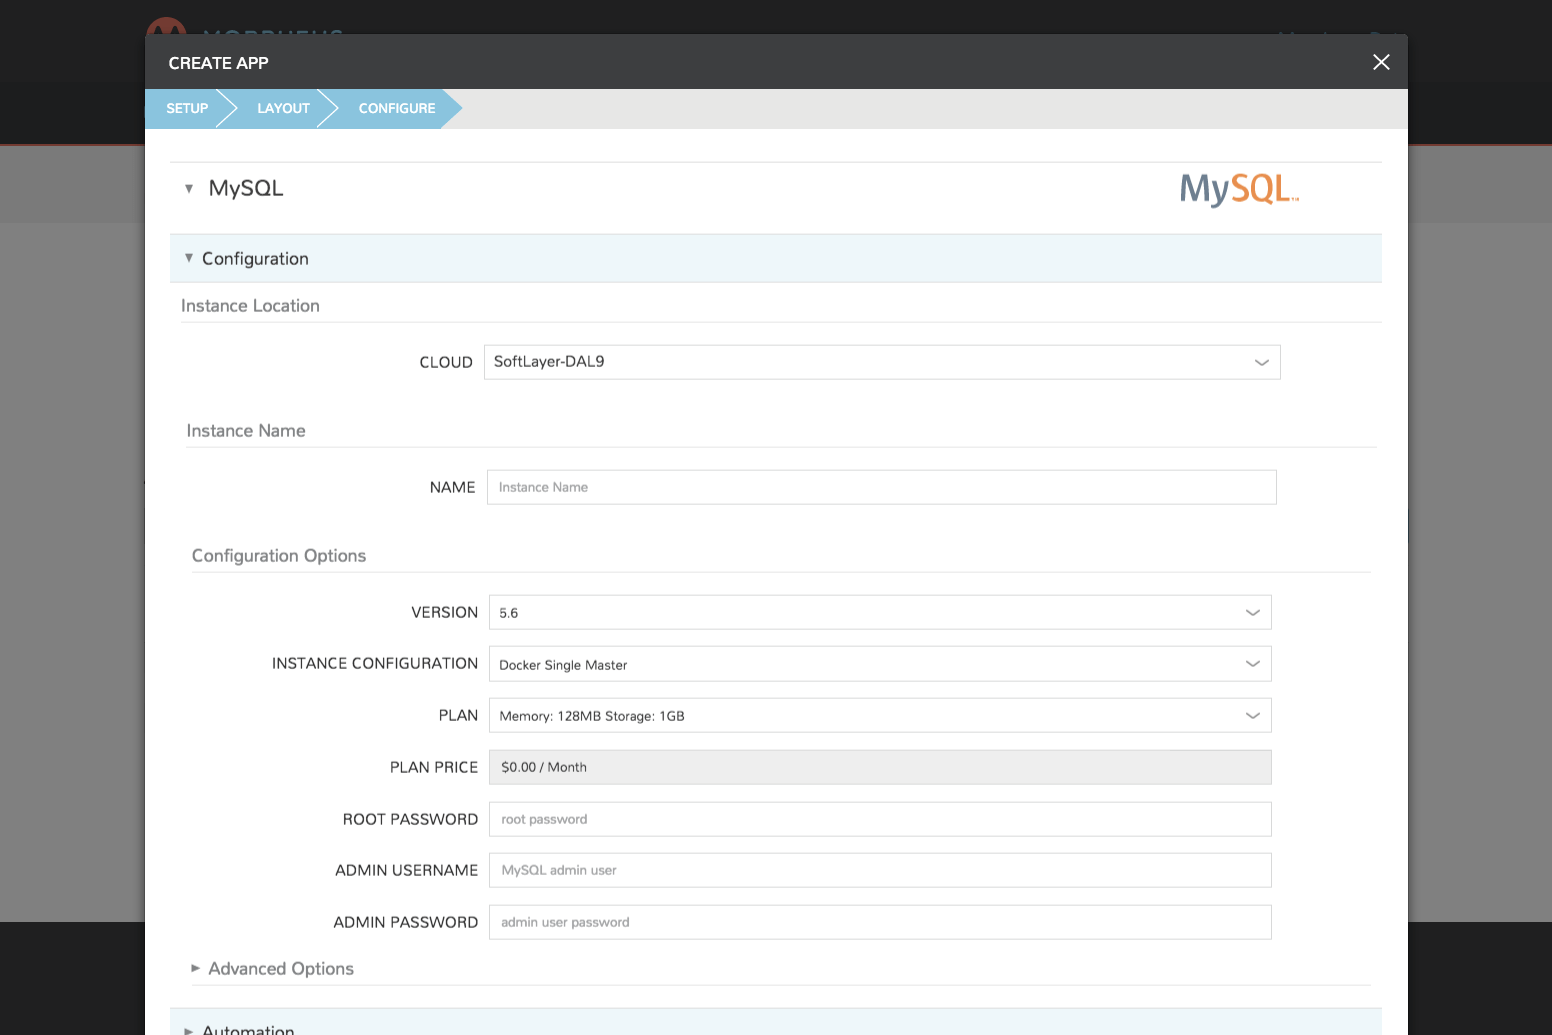 MORPHEUS
CREATE APP
SETUP LAYOUT CONFIGURE
MySQL
MySQL™
Configuration
Instance Location
CLOUD SoftLayer-DAL9
Instance Name
NAME Instance Name
Configuration Options
VERSION 5.6
INSTANCE CONFIGURATION Docker Single Master
PLAN Memory: 128MB Storage: 1GB
PLAN PRICE $0.00 / Month
ROOT PASSWORD root password
ADMIN USERNAME MySQL admin user
ADMIN PASSWORD admin user password
Advanced Options
Automation